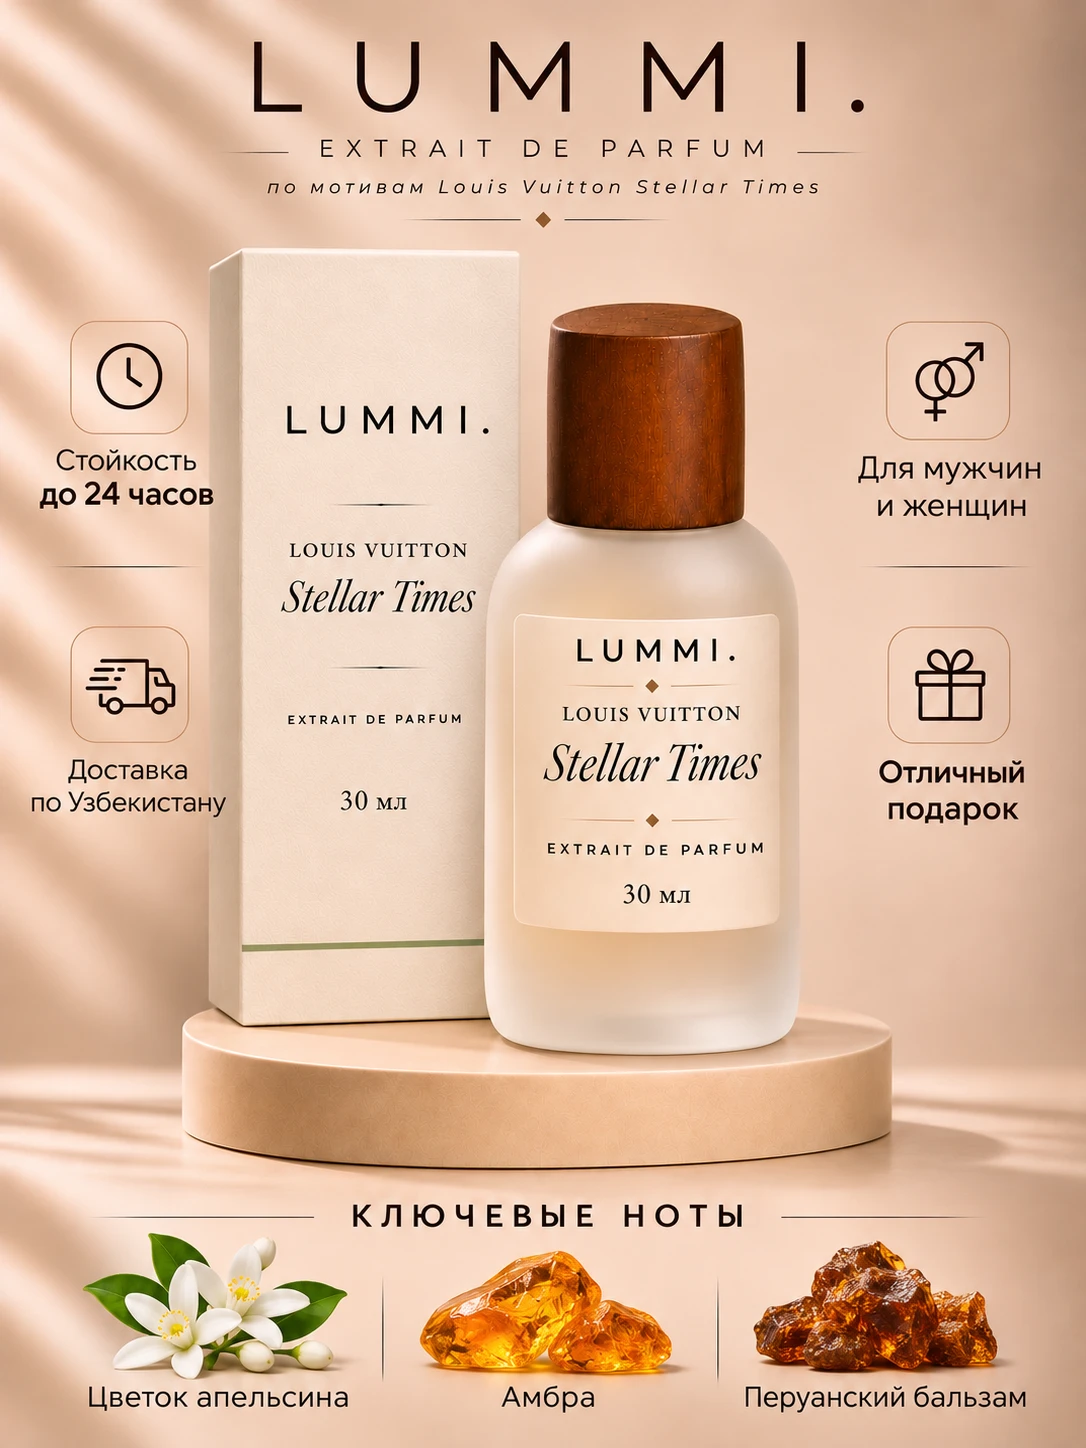 LUMMI.
EXTRAIT DE PARFUM
по мотивам Louis Vuitton Stellar Times
Стойкость
до 24 часов
Доставка
по Узбекистану
LUMMI.
LOUIS VUITTON
Stellar Times
EXTRAIT DE PARFUM
30 мл
LUMMI.
LOUIS VUITTON
Stellar Times
EXTRAIT DE PARFUM
30 мл
Для мужчин
и женщин
Отличный
подарок
КЛЮЧЕВЫЕ НОТЫ
Цветок апельсина
Амбра
Перуанский бальзам